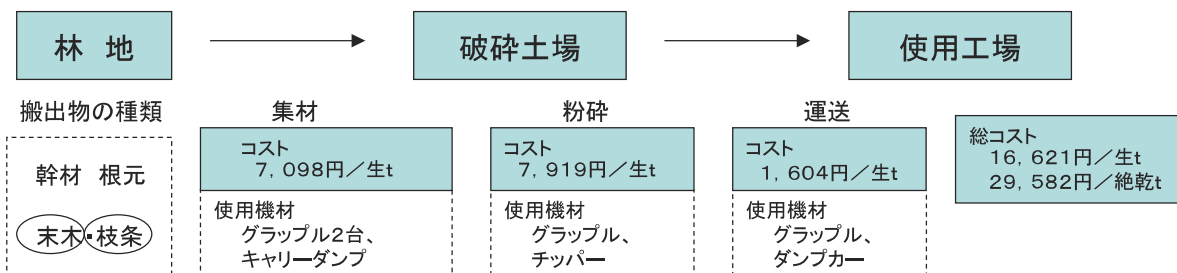 林 地
破砕土場
使用工場
搬出物の種類
幹材 根元
末木・枝条
集材
コスト
7,098円/生t
使用機材
グラップル2台、
キャリーダンプ
粉砕
コスト
7,919円/生t
使用機材
グラップル、
チッパー
運送
コスト
1,604円/生t
使用機材
グラップル、
ダンプカー
総コスト
16,621円/生t
29,582円/絶乾t